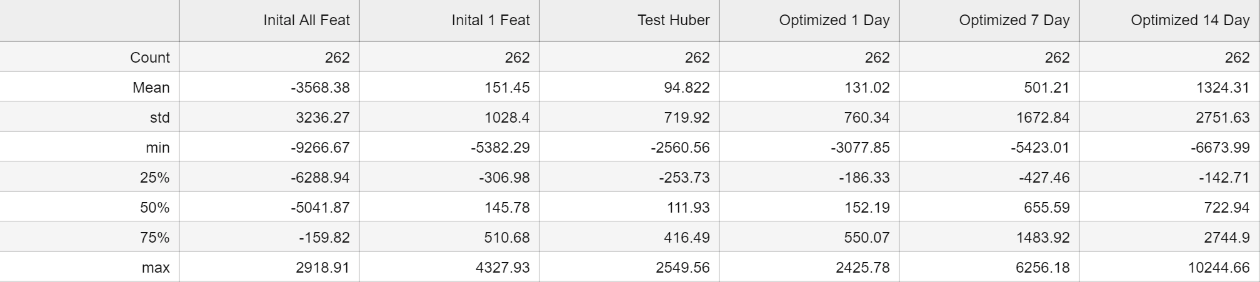 Inital All Feat Inital 1 Feat Test Huber Optimized 1 Day Optimized 7 Day Optimized 14 Day
Count 262 262 262 262 262 262
Mean -3568.38 151.45 94.822 131.02 501.21 1324.31
std 3236.27 1028.4 719.92 760.34 1672.84 2751.63
min -9266.67 -5382.29 -2560.56 -3077.85 -5423.01 -6673.99
25% -6288.94 -306.98 -253.73 -186.33 -427.46 -142.71
50% -5041.87 145.78 111.93 152.19 655.59 722.94
75% -159.82 510.68 416.49 550.07 1483.92 2744.9
max 2918.91 4327.93 2549.56 2425.78 6256.18 10244.66